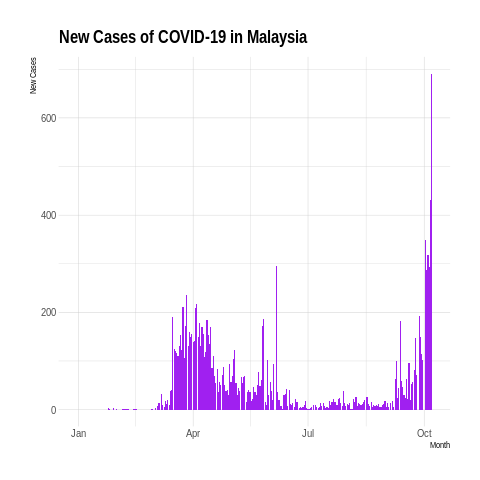 New Cases of COVID-19 in Malaysia
New Cases
600
400
200
0
Jan Apr Jul Oct
Month